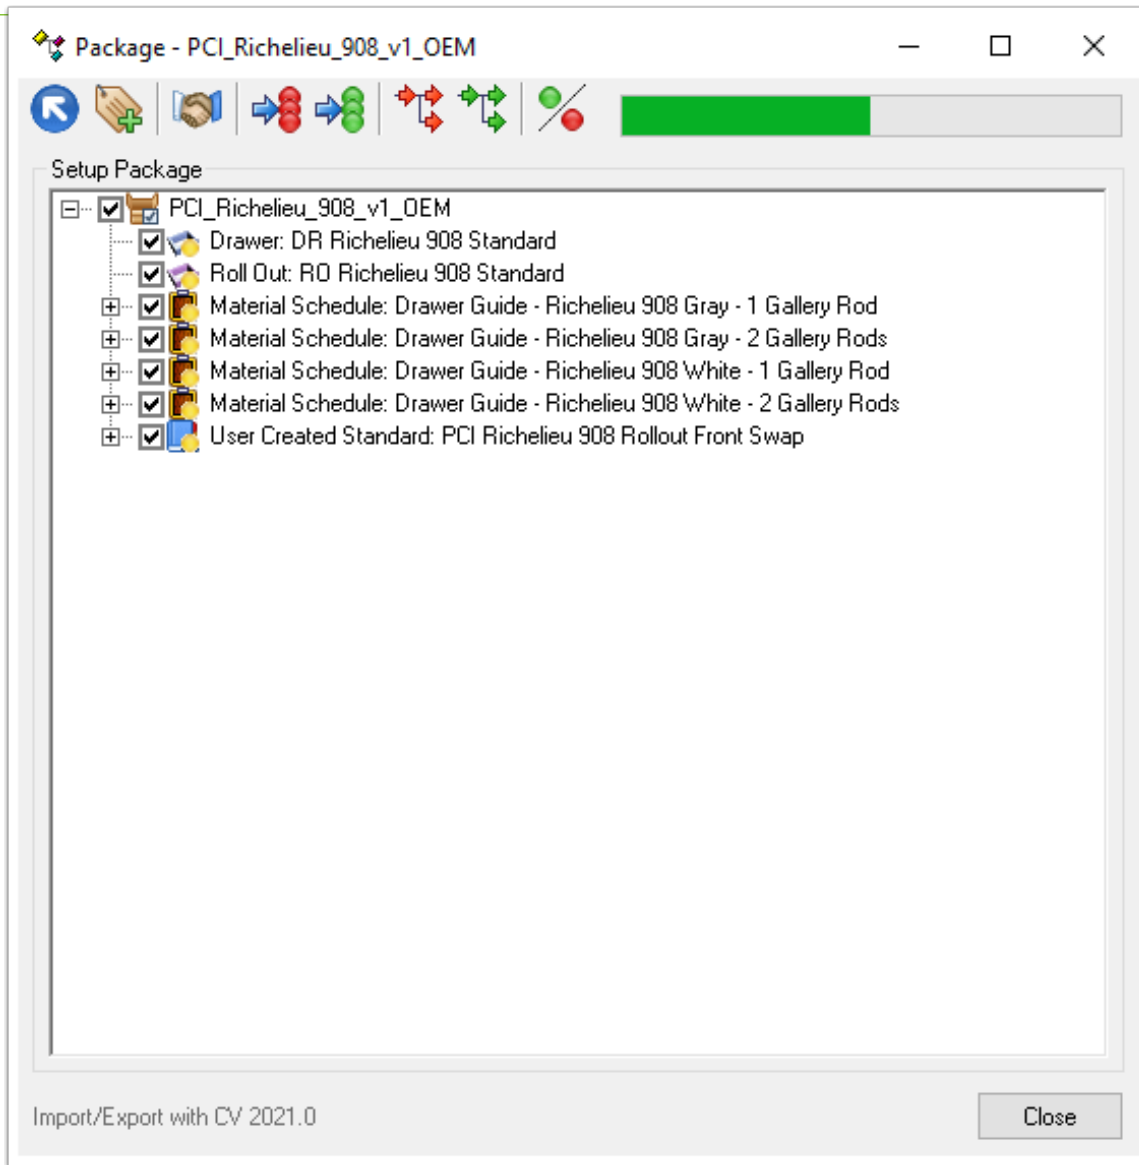 Package - PCI_Richelieu_908_v1_OEM
Setup Package
PCI_Richelieu_908_v1_OEM
Drawer: DR Richelieu 908 Standard
Roll Out: RO Richelieu 908 Standard
Material Schedule: Drawer Guide - Richelieu 908 Gray - 1 Gallery Rod
Material Schedule: Drawer Guide - Richelieu 908 Gray - 2 Gallery Rods
Material Schedule: Drawer Guide - Richelieu 908 White - 1 Gallery Rod
Material Schedule: Drawer Guide - Richelieu 908 White - 2 Gallery Rods
User Created Standard: PCI Richelieu 908 Rollout Front Swap
Import/Export with CV 2021.0
Close